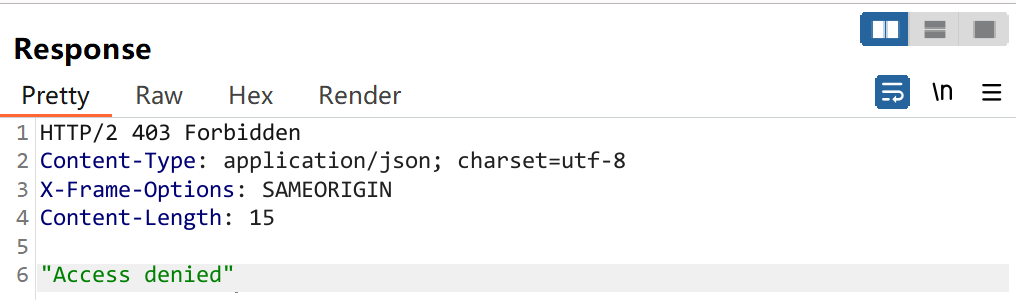 Response
Pretty Raw Hex Render \n
1 HTTP/2 403 Forbidden
2 Content-Type: application/json; charset=utf-8
3 X-Frame-Options: SAMEORIGIN
4 Content-Length: 15
5
6 "Access denied"